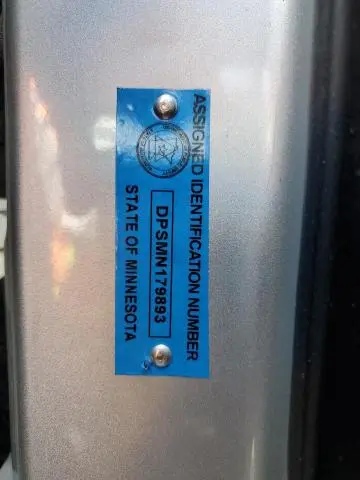 ASSIGNED IDENTIFICATION NUMBER
DPSMN179893
STATE OF MINNESOTA